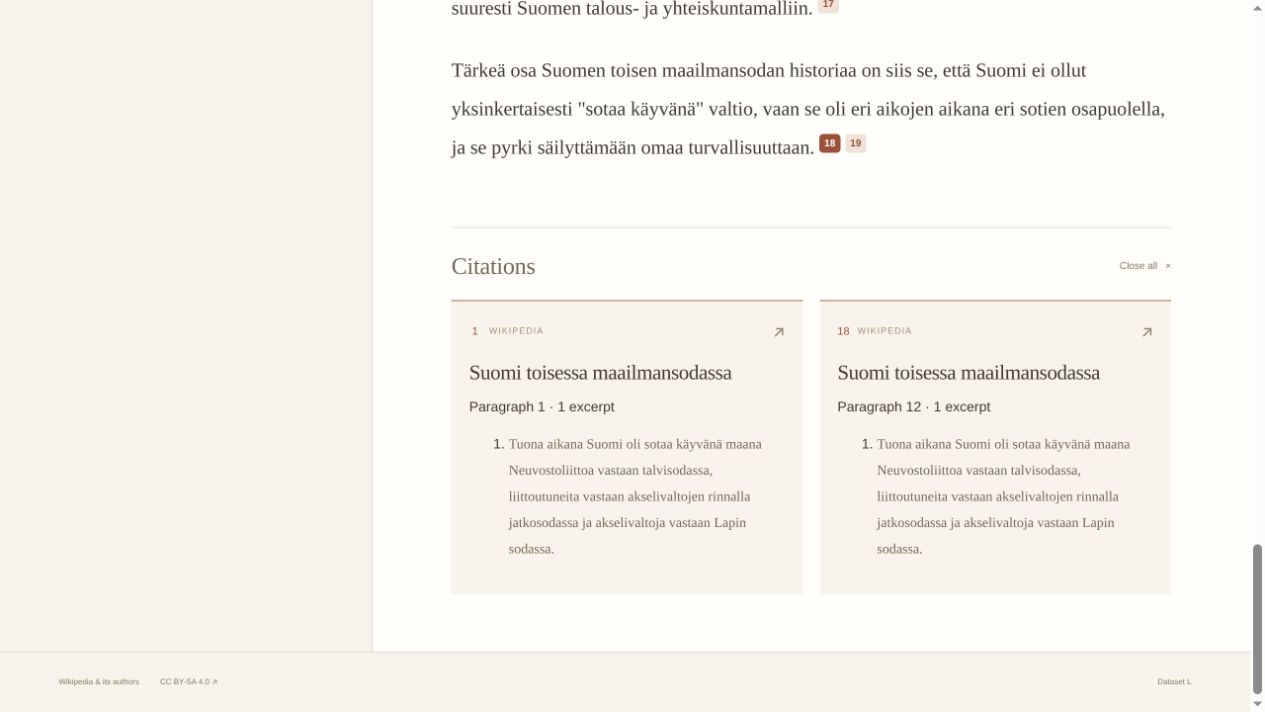 suuresti Suomen talous- ja yhteiskuntamalliin. 17
Tärkeä osa Suomen toisen maailmansodan historiaa on siis se, että Suomi ei ollut
yksinkertaisesti "sotaa käyvänä" valtio, vaan se oli eri aikojen aikana eri sotien osapuolella,
ja se pyrki säilyttämään omaa turvallisuuttaan. 18 19
Citations
Close all ×
1 WIKIPEDIA
Suomi toisessa maailmansodassa
Paragraph 1 · 1 excerpt
1. Tuona aikana Suomi oli sotaa käyvänä maana
Neuvostoliittoa vastaan talvisodassa,
liittoutuneita vastaan akselivaltojen rinnalla
jatkosodassa ja akselivaltoja vastaan Lapin
sodassa.
18 WIKIPEDIA
Suomi toisessa maailmansodassa
Paragraph 12 · 1 excerpt
1. Tuona aikana Suomi oli sotaa käyvänä maana
Neuvostoliittoa vastaan talvisodassa,
liittoutuneita vastaan akselivaltojen rinnalla
jatkosodassa ja akselivaltoja vastaan Lapin
sodassa.
Wikipedia & its authors · CC BY-SA 4.0 ↗
Dataset L